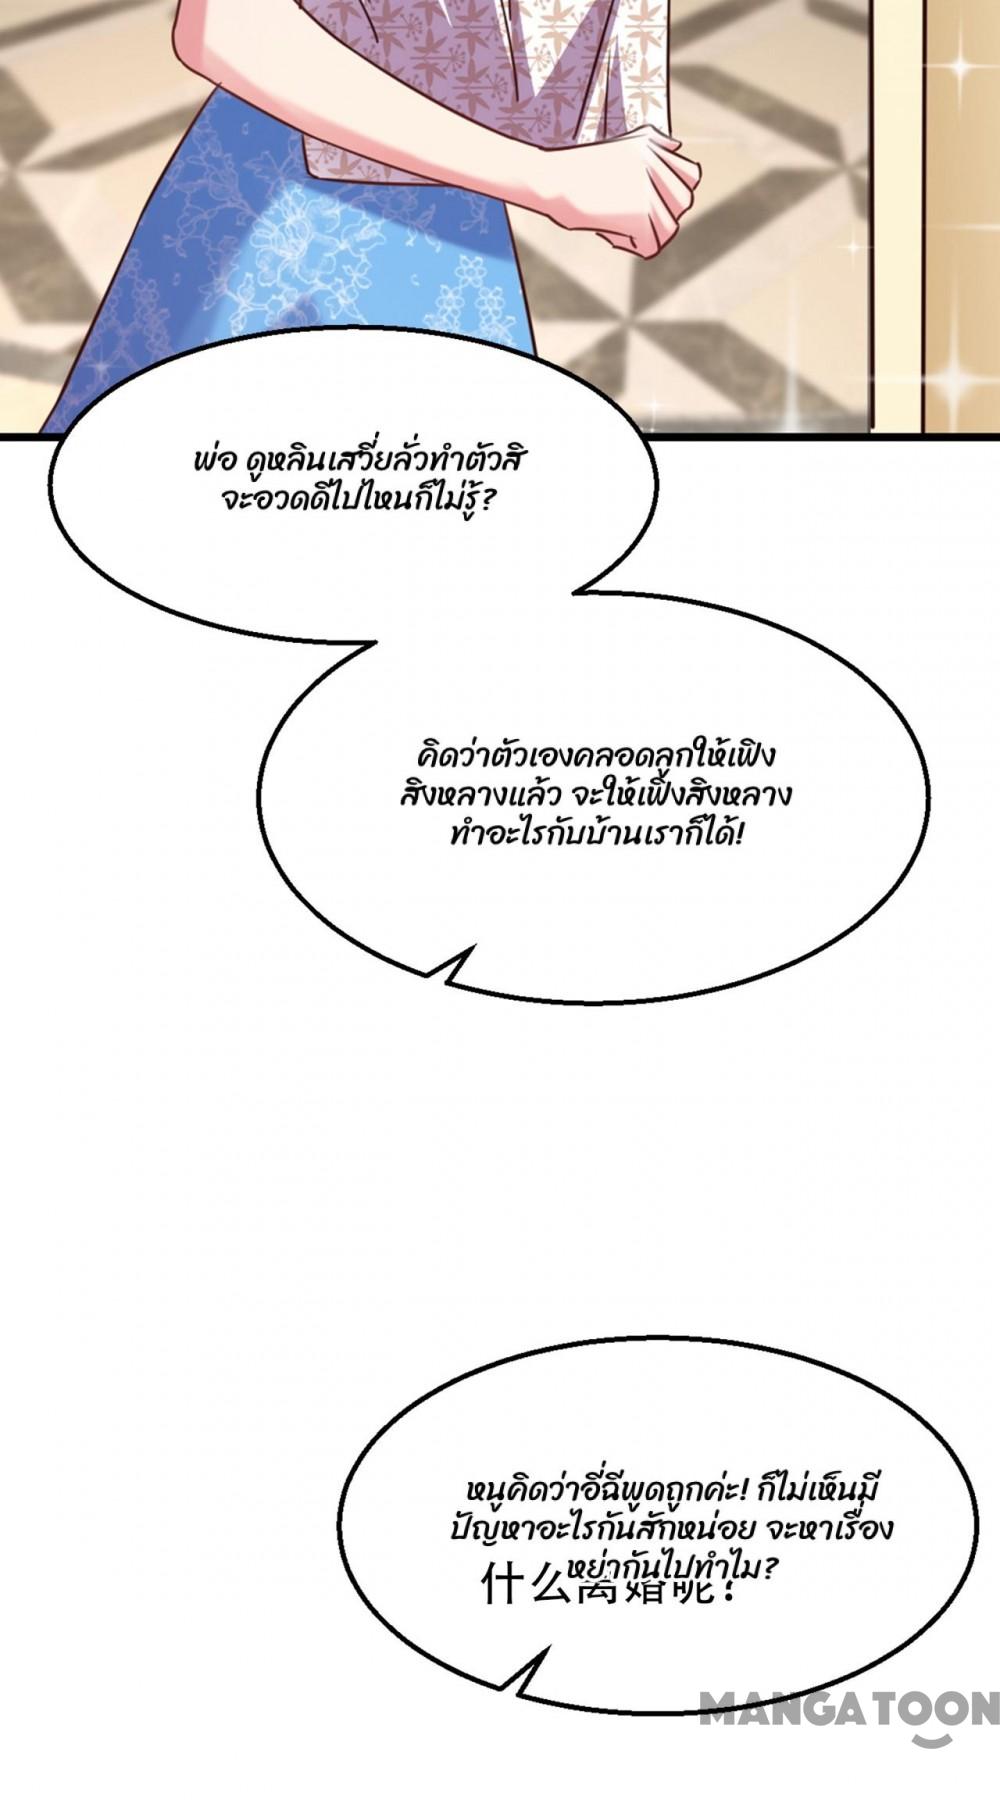 พ่อ ดูหลินเสวี่ยลั่วทำตัวสิ
จะอวดดีไปไหนก็ไม่รู้?
คิดว่าตัวเองคลอดลูกให้เฟิง
สิงหลางแล้ว จะให้เฟิงสิงหลาง
ทำอะไรกับบ้านเราก็ได้!
หนูคิดว่าอี่ฉีพูดถูกค่ะ! ก็ไม่เห็นมี
ปัญหาอะไรกันสักหน่อย จะหาเรื่อง
หย่ากันไปทำไม?
什么离婚呢?
MANGATOON